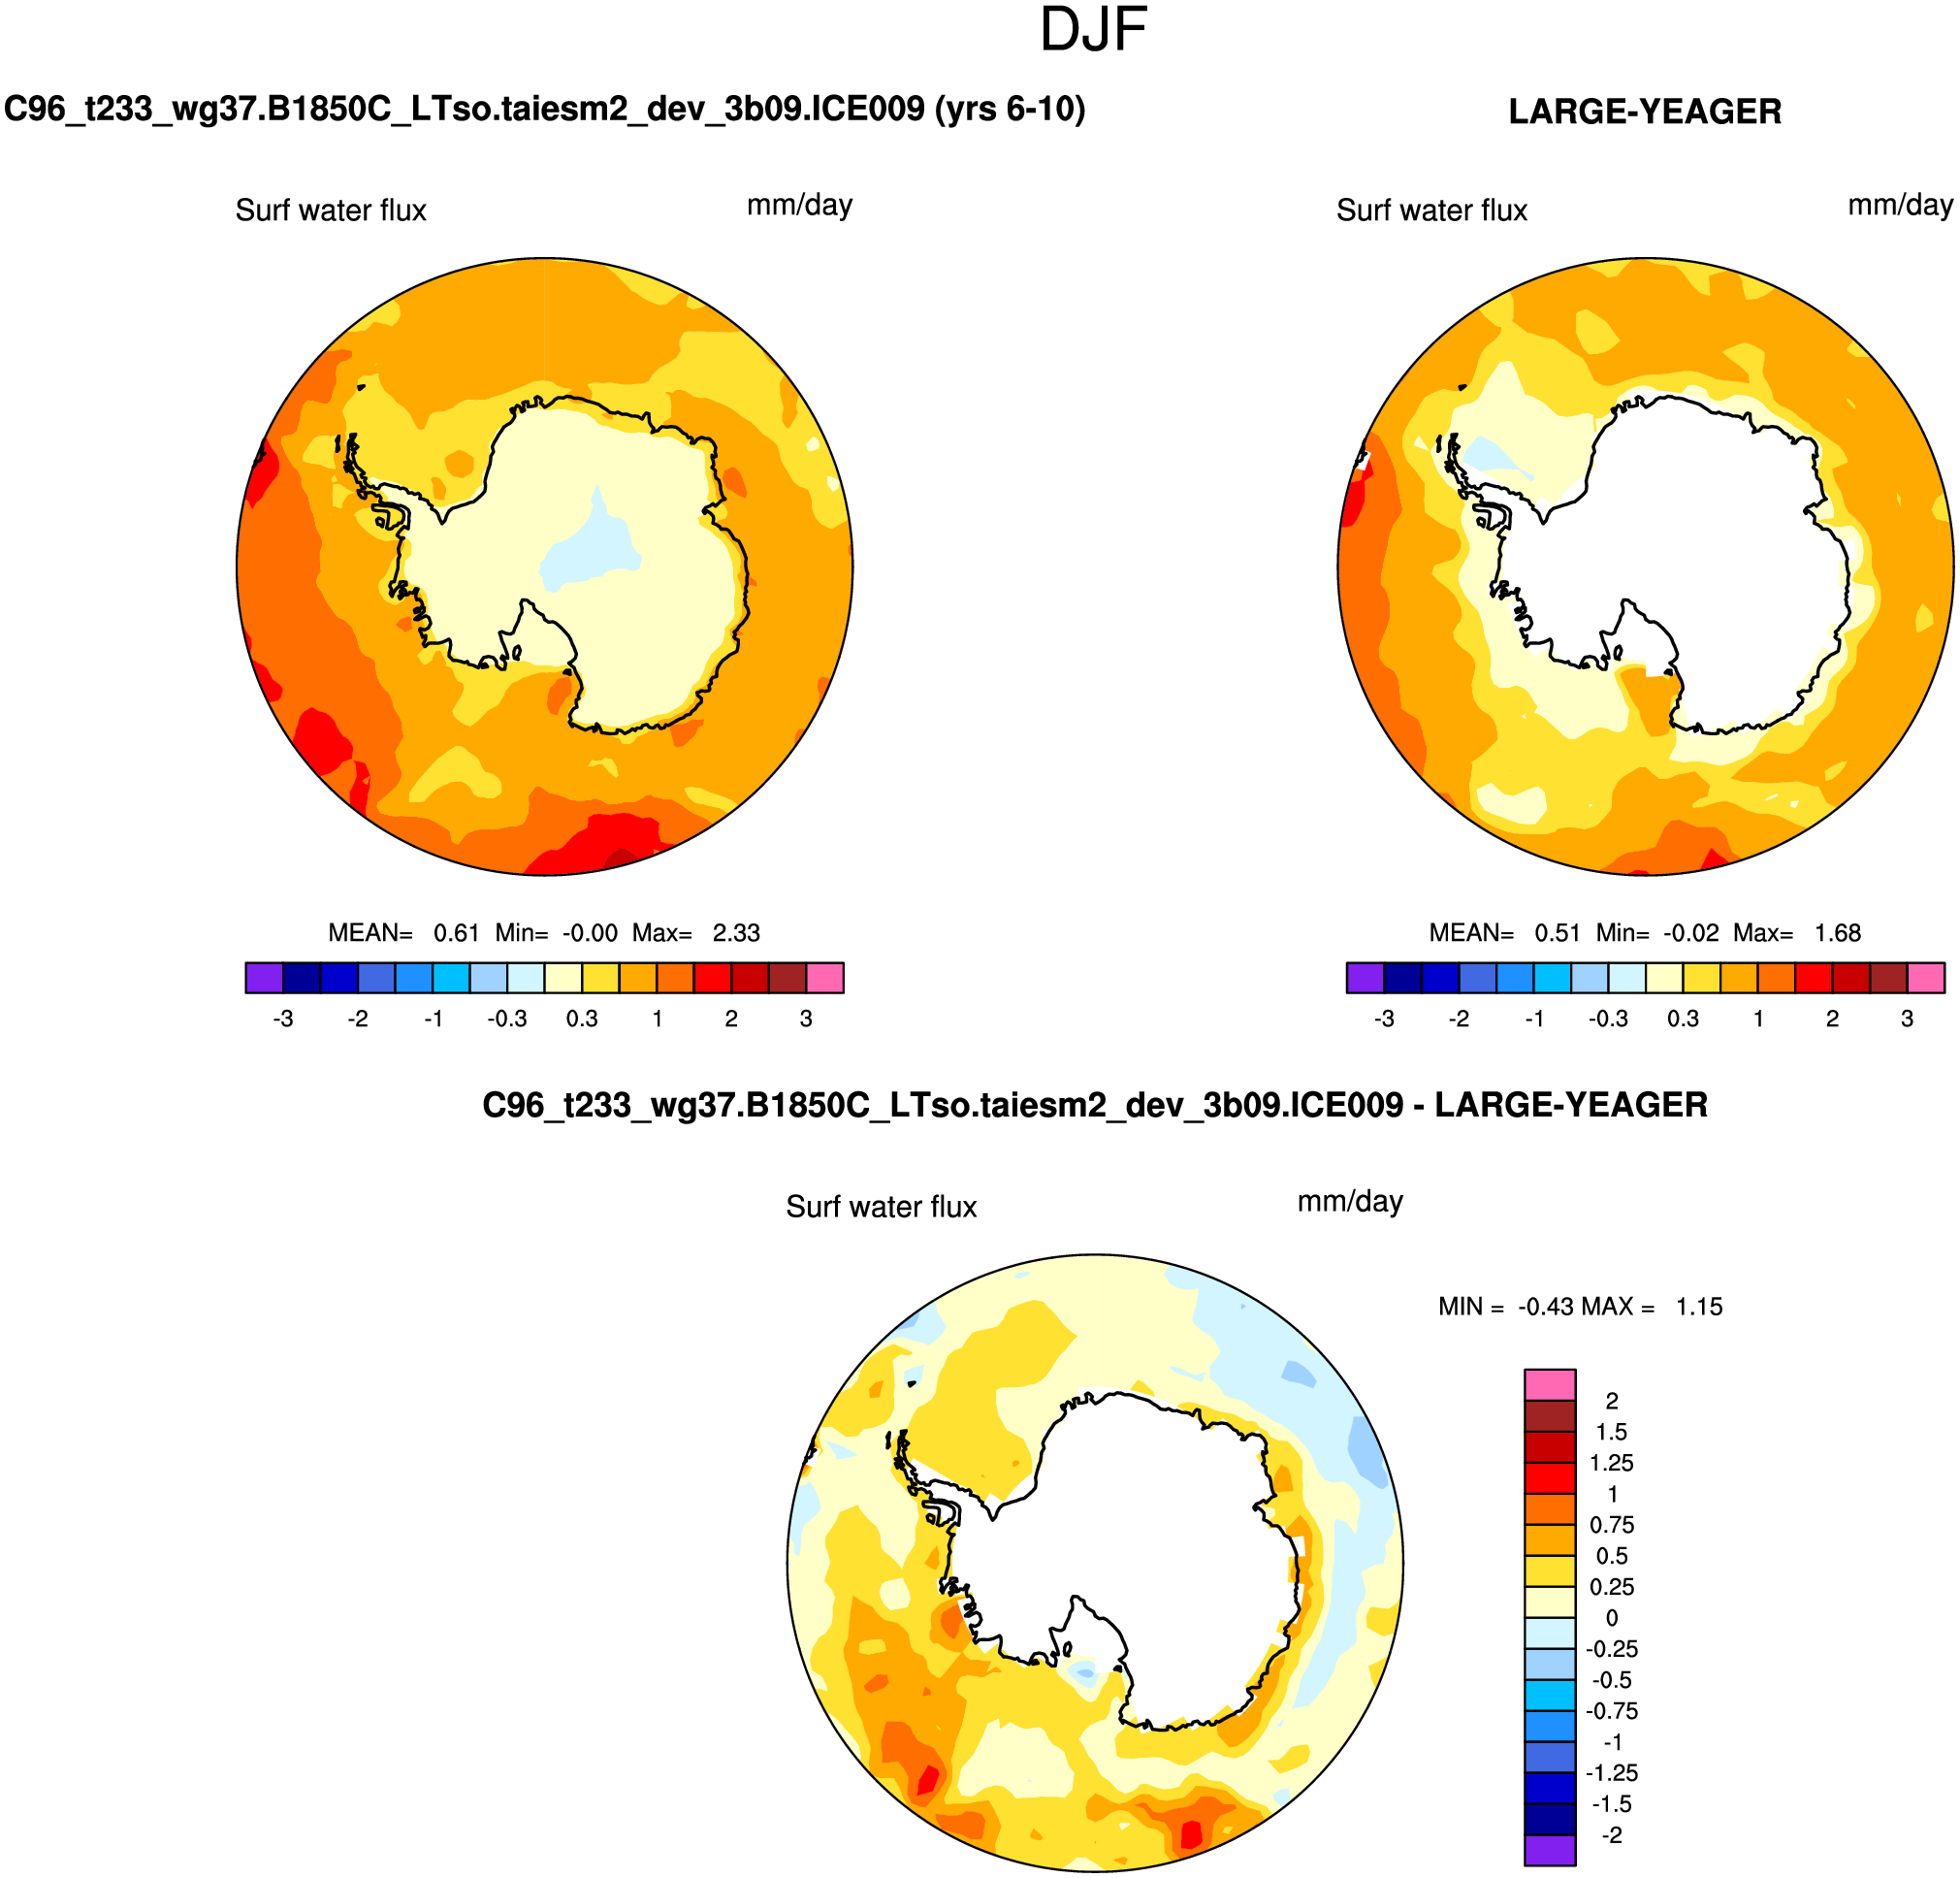 DJF
C96_t233_wg37.B1850C_LTso.taiesm2_dev_3b09.ICE009 (yrs 6-10)
LARGE-YEAGER
Surf water flux mm/day
Surf water flux mm/day
MEAN= 0.61 Min= -0.00 Max= 2.33
MEAN= 0.51 Min= -0.02 Max= 1.68
-3 -2 -1 -0.3 0.3 1 2 3
-3 -2 -1 -0.3 0.3 1 2 3
C96_t233_wg37.B1850C_LTso.taiesm2_dev_3b09.ICE009 - LARGE-YEAGER
Surf water flux mm/day
MIN = -0.43 MAX = 1.15
2
1.5
1.25
1
0.75
0.5
0.25
0
-0.25
-0.5
-0.75
-1
-1.25
-1.5
-2